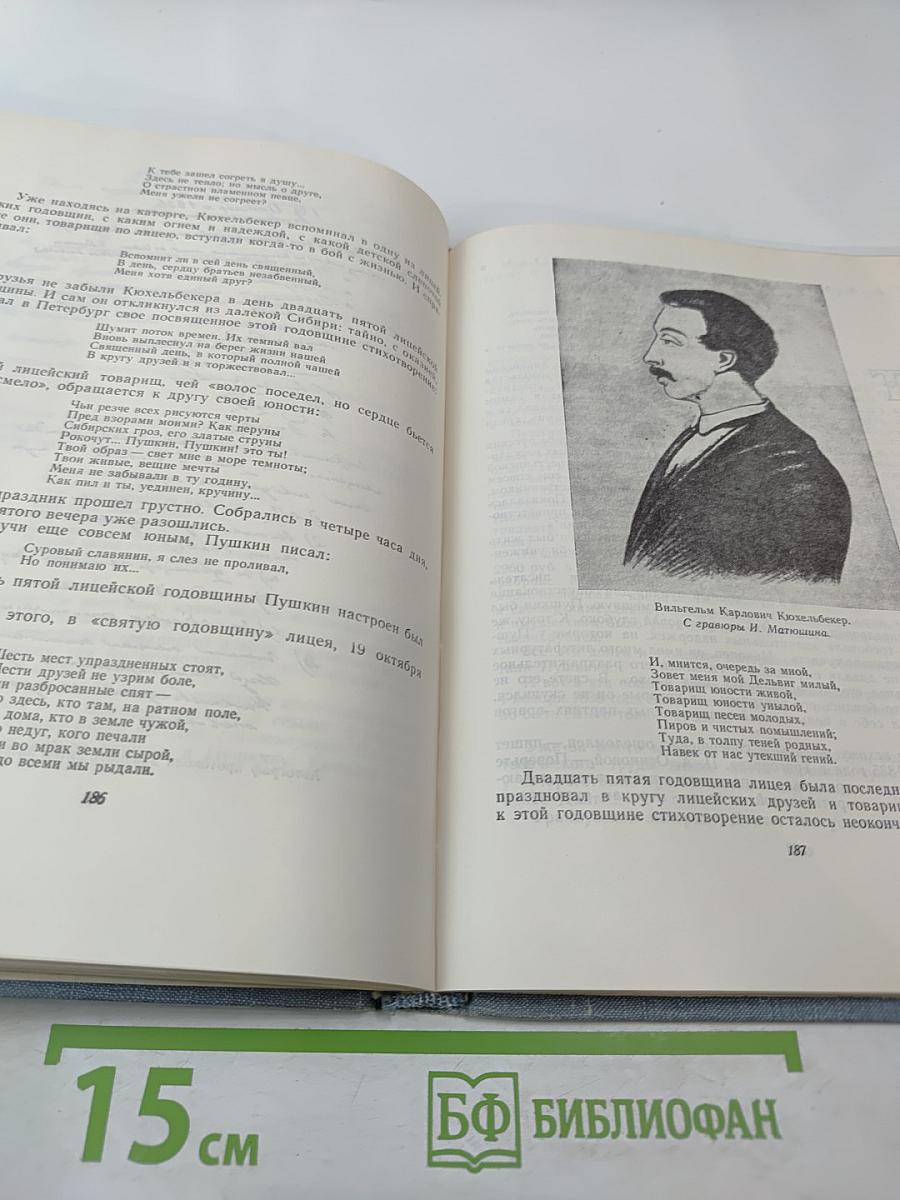 К тебе зашел согреть я душу...
Здесь не тепло; но мысль о друге,
О страстном пламенном певце,
Меня ужели не согреет?
Уже находясь на каторге, Кюхельбекер вспоминал в одну из
ких годовщин, с каким огнем и надеждой, с какой детской
е они, товарищи по лицею, вступали когда-то в бой с жизнью. И
вал:
Вспомнит ли в сей день священный,
В день, сердцу братьев незабвенный,
Меня хотя единый друг?
рузья не забыли Кюхельбекера в день двадцать пятой лицейской
щины. И сам он откликнулся из далекой Сибири: тайно, с оказией,
ал в Петербург свое посвященное этой годовщине стихотворение:
Шумит поток времен. Их темный вал
Вновь выплеснул на берег жизни нашей
Священный день, в который полной чашей
В кругу друзей и я торжествовал...
й лицейский товарищ, чей «волос поседел, но сердце бьется
смело», обращается к другу своей юности:
Чьи резче всех рисуются черты
Пред взорами моими? Как перуны
Сибирских гроз, его златые струны
Рокочут... Пушкин, Пушкин! это ты!
Твой образ — свет мне в море темноты;
Твои живые, вещие мечты
Меня не забывали в ту годину,
Как пил и ты, уединен, кручину...
раздник прошел грустно. Собрались в четыре часа дня,
ятого вечера уже разошлись.
учи еще совсем юным, Пушкин писал:
Суровый славянин, я слез не проливал,
Но понимаю их...
ь пятой лицейской годовщины Пушкин настроен был
этого, в «святую годовщину» лицея, 19 октября
Шесть мест упраздненных стоят,
Шести друзей не узрим боле,
ни разбросанные спят —
о здесь, кто там, на ратном поле,
дома, кто в земле чужой,
о недуг, кого печали
и во мрак земли сырой,
до всеми мы рыдали.
186
Вильгельм Карлович Кюхельбекер.
С гравюры И. Матюшина.
И, мнится, очередь за мной,
Зовет меня мой Дельвиг милый,
Товарищ юности живой,
Товарищ юности унылой,
Товарищ песен молодых,
Пиров и чистых помышлений;
Туда, в толпу теней родных,
Навек от нас утекший гений.
Двадцать пятая годовщина лицея была последн
праздновал в кругу лицейских друзей и товари
к этой годовщине стихотворение осталось неоконч
187
15 см
БФ БИБЛИОФАН